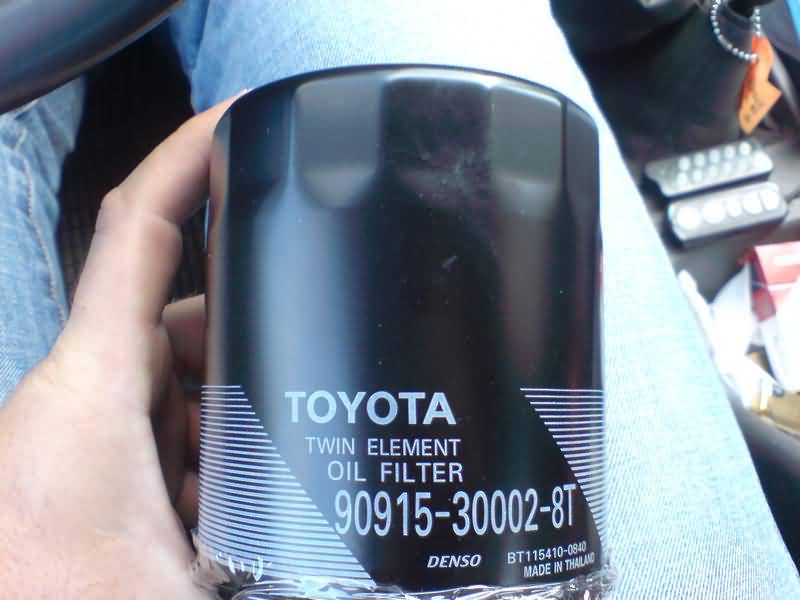 TOYOTA
TWIN ELEMENT
OIL FILTER
90915-30002-8T
DENSO
BT115410-0840
MADE IN THAILAND